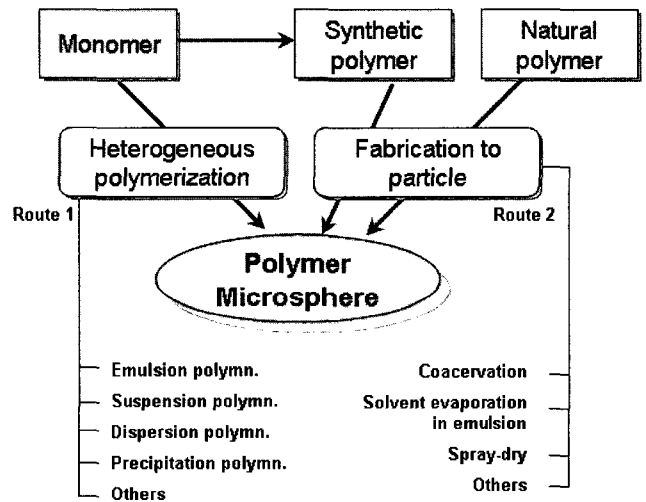 Monomer
Synthetic
polymer
Natural
polymer
Heterogeneous
polymerization
Fabrication to
particle
Route 1
Route 2
Polymer
Microsphere
Emulsion polymn.
Suspension polymn.
Dispersion polymn.
Precipitation polymn.
Others
Coacervation
Solvent evaporation
in emulsion
Spray-dry
Others